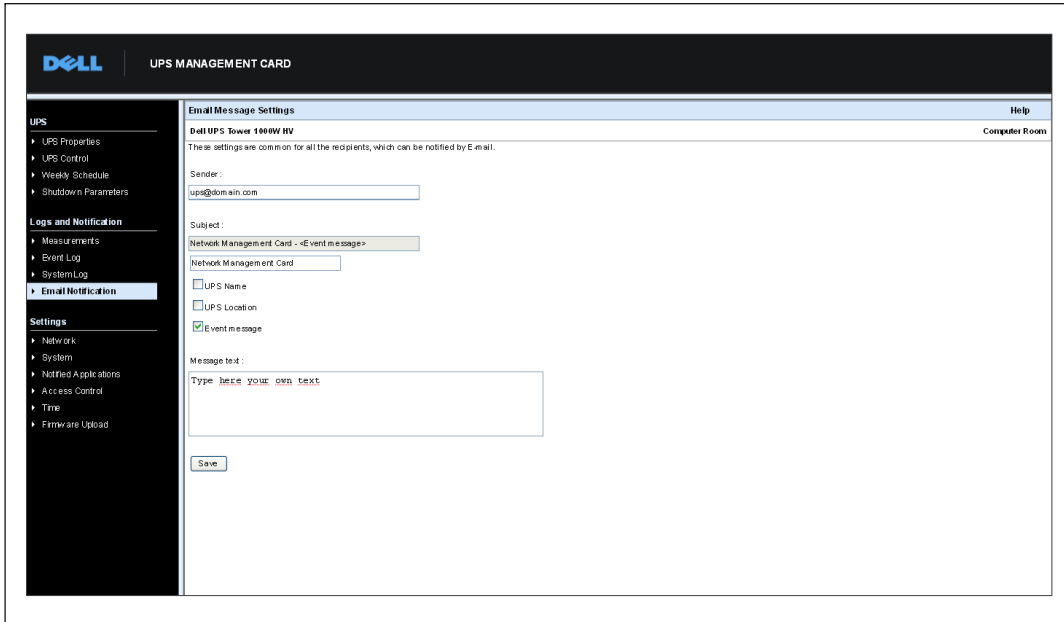 DELL
UPS MANAGEMENT CARD
UPS
UPS Properties
UPS Control
Weekly Schedule
Shutdown Parameters
Logs and Notification
Measurements
Event Log
System Log
Email Notification
Settings
Network
System
Notified Applications
Access Control
Time
Firmware Upload
Email Message Settings Help
Dell UPS Tower 1000W HV Computer Room
These settings are common for all the recipients, which can be notified by E-mail.
Sender :
ups@domain.com
Subject :
Network Management Card - <Event message>
Network Management Card
UPS Name
UPS Location
Event message
Message text :
Type here your own text
Save